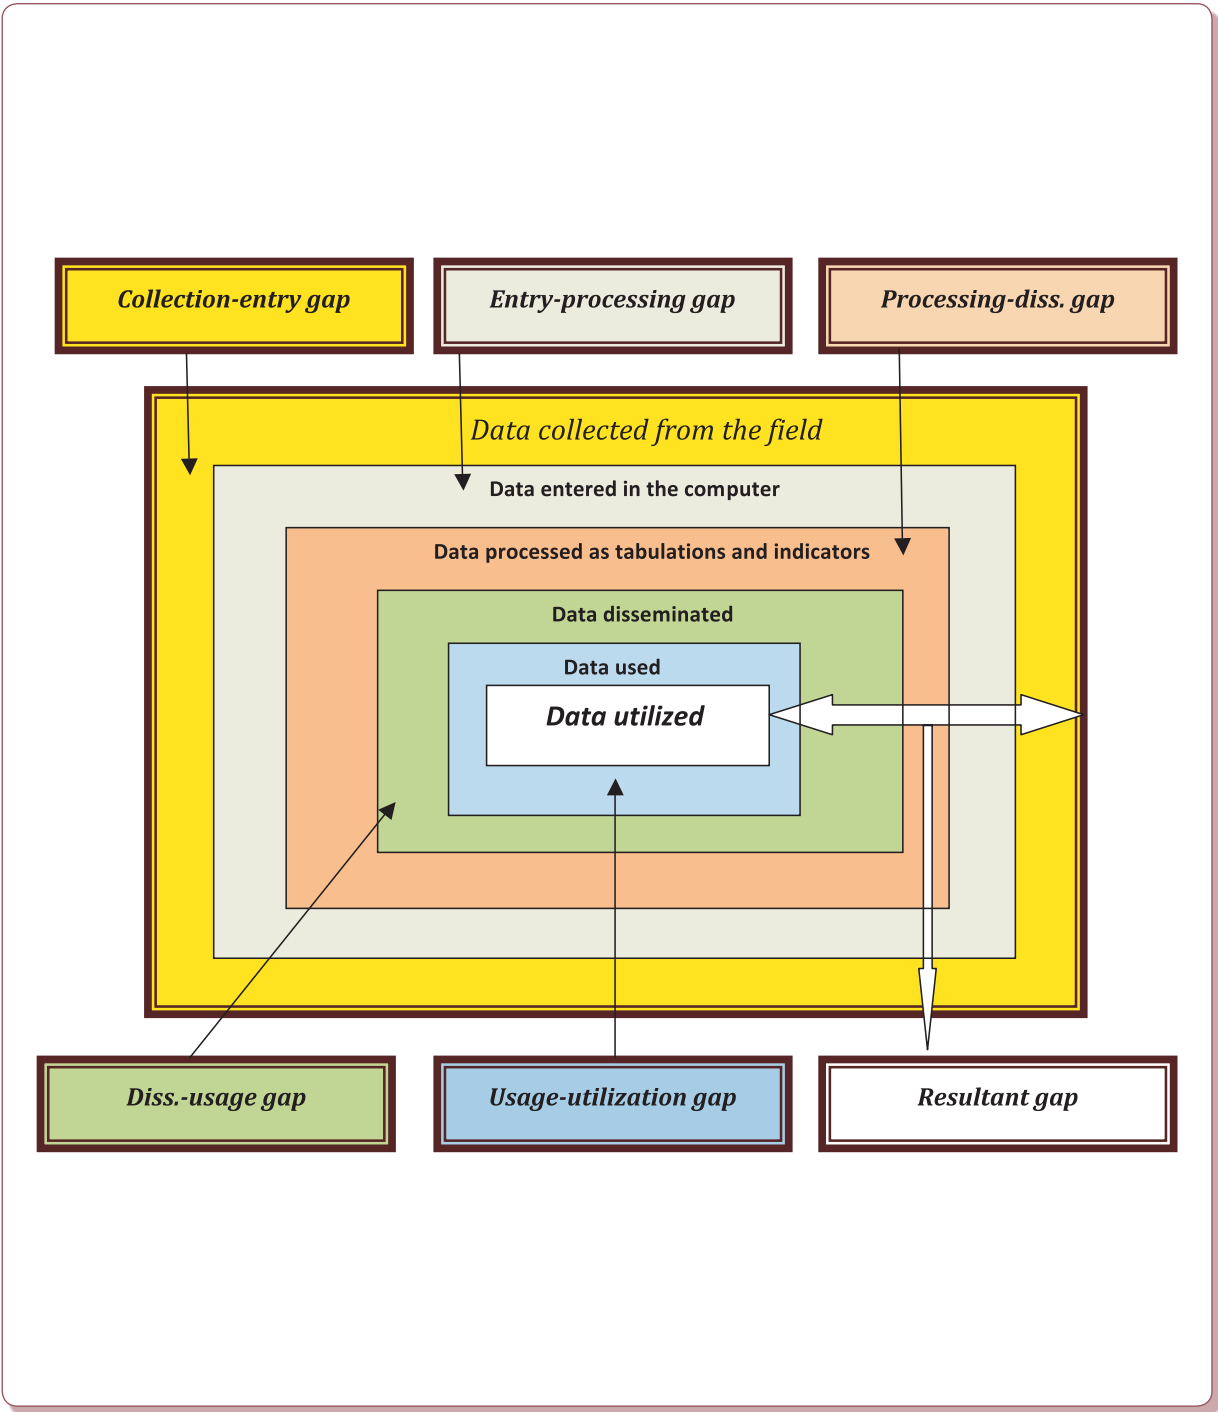 Collection-entry gap
Entry-processing gap
Processing-diss. gap
Data collected from the field
Data entered in the computer
Data processed as tabulations and indicators
Data disseminated
Data used
Data utilized
Diss.-usage gap
Usage-utilization gap
Resultant gap